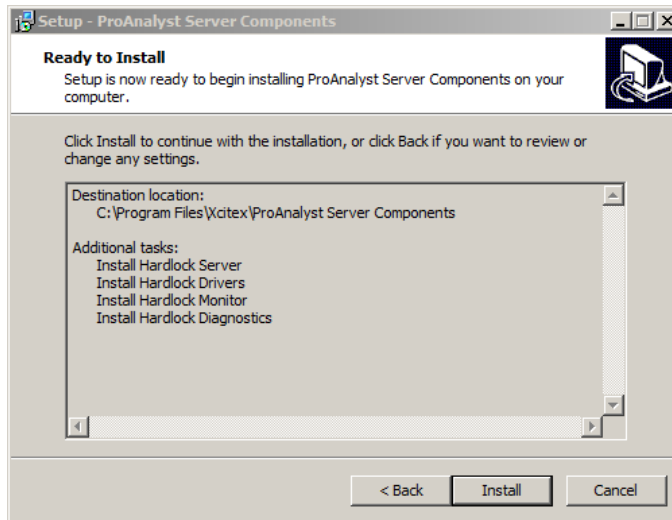 Setup - ProAnalyst Server Components
Ready to Install
Setup is now ready to begin installing ProAnalyst Server Components on your
computer.
Click Install to continue with the installation, or click Back if you want to review or
change any settings.
Destination location:
C:\Program Files\Xcitex\ProAnalyst Server Components
Additional tasks:
Install Hardlock Server
Install Hardlock Drivers
Install Hardlock Monitor
Install Hardlock Diagnostics
< Back Install Cancel